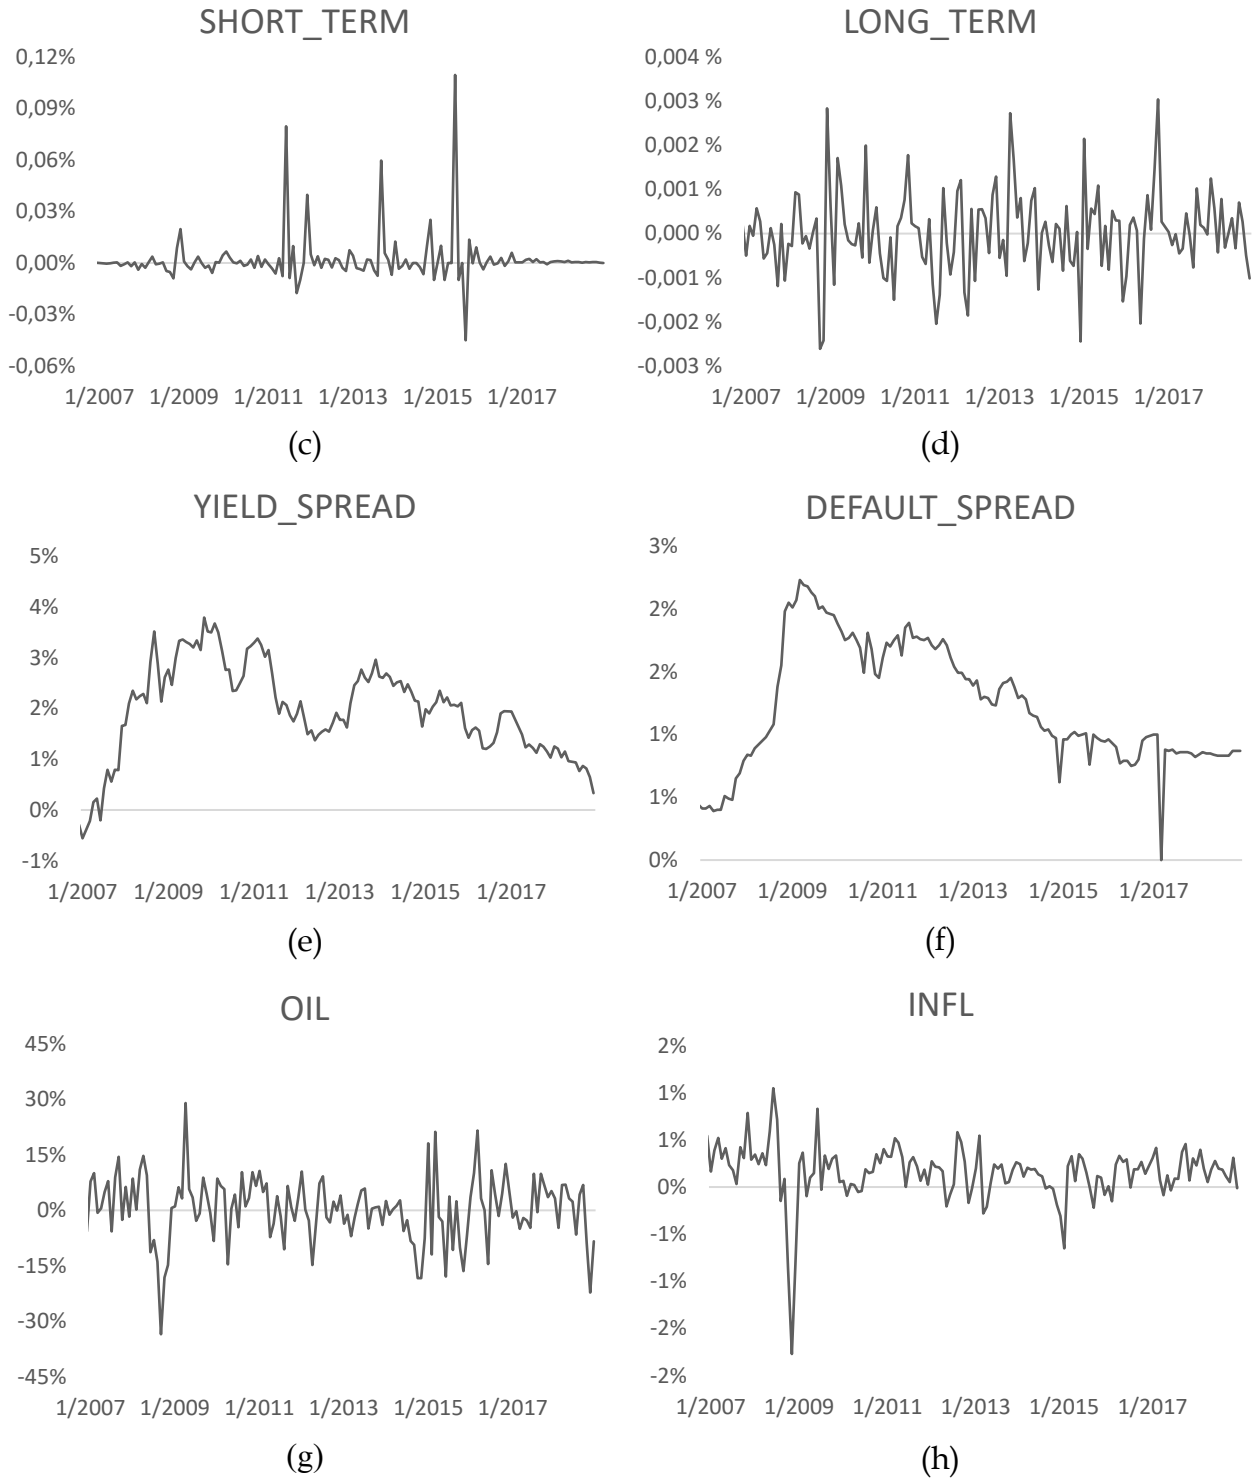 SHORT_TERM
0,12%
0,09%
0,06%
0,03%
0,00%
-0,03%
-0,06%
1/2007 1/2009 1/2011 1/2013 1/2015 1/2017
(c)
LONG_TERM
0,004 %
0,003 %
0,002 %
0,001 %
0,000 %
-0,001 %
-0,002 %
-0,003 %
1/2007 1/2009 1/2011 1/2013 1/2015 1/2017
(d)
YIELD_SPREAD
5%
4%
3%
2%
1%
0%
-1%
1/2007 1/2009 1/2011 1/2013 1/2015 1/2017
(e)
DEFAULT_SPREAD
3%
2%
2%
1%
1%
0%
1/2007 1/2009 1/2011 1/2013 1/2015 1/2017
(f)
OIL
45%
30%
15%
0%
-15%
-30%
-45%
1/2007 1/2009 1/2011 1/2013 1/2015 1/2017
(g)
INFL
2%
1%
1%
0%
-1%
-1%
-2%
-2%
1/2007 1/2009 1/2011 1/2013 1/2015 1/2017
(h)